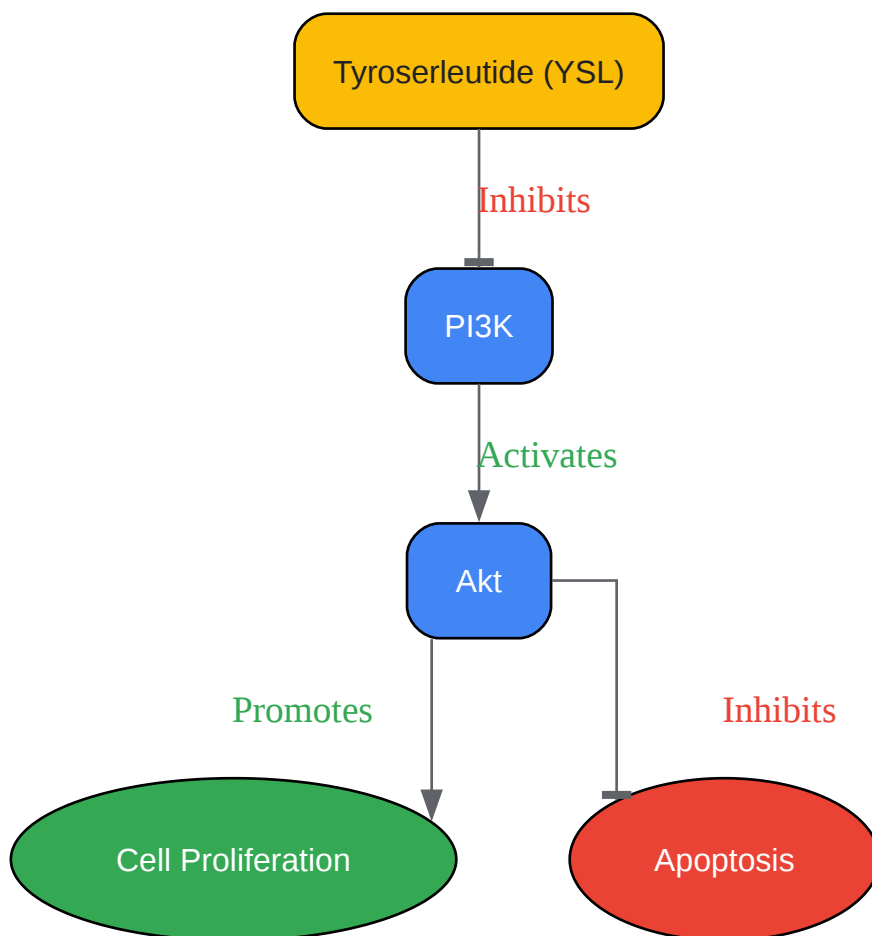 Tyroserleutide (YSL)
Inhibits
PI3K
Activates
Akt
Promotes
Inhibits
Cell Proliferation
Apoptosis